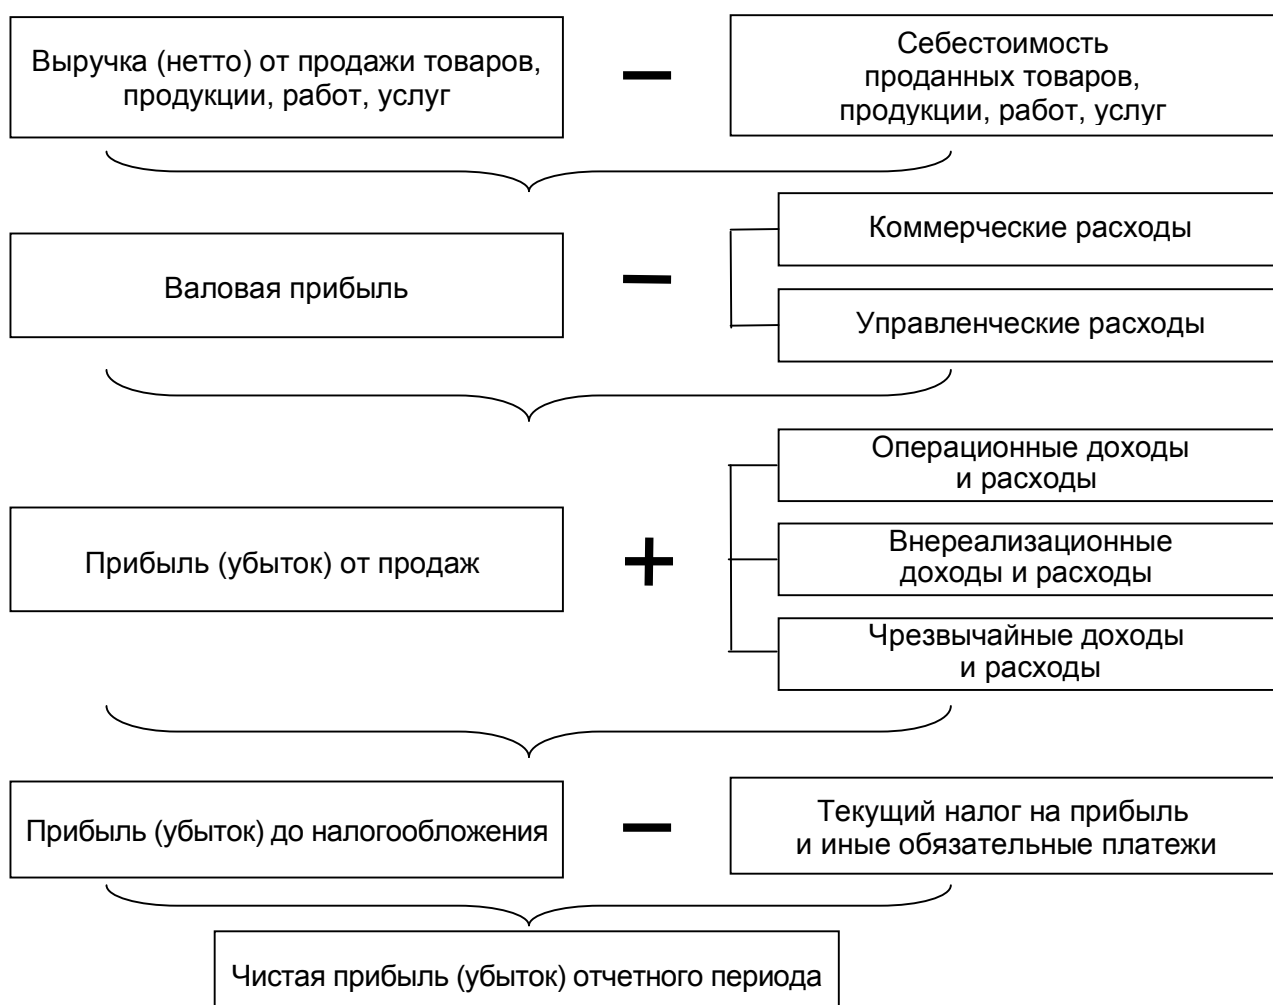 Выручка (нетто) от продажи товаров,
продукции, работ, услуг
Себестоимость
проданных товаров,
продукции, работ, услуг
Валовая прибыль
Коммерческие расходы
Управленческие расходы
Прибыль (убыток) от продаж
Операционные доходы
и расходы
Внереализационные
доходы и расходы
Чрезвычайные доходы
и расходы
Прибыль (убыток) до налогообложения
Текущий налог на прибыль
и иные обязательные платежи
Чистая прибыль (убыток) отчетного периода